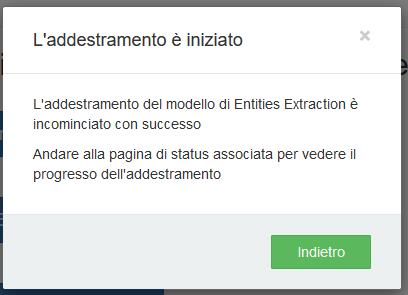 L'addestramento è iniziato ×
L'addestramento del modello di Entities Extraction è
incominciato con successo
Andare alla pagina di status associata per vedere il
progresso dell'addestramento
Indietro